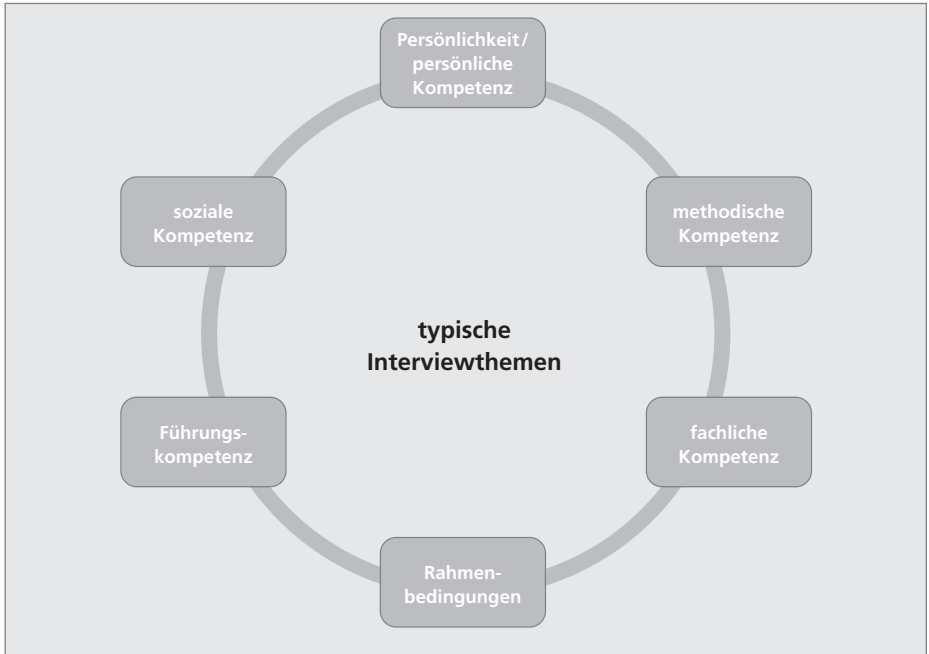 Persönlichkeit/
persönliche
Kompetenz
soziale
Kompetenz
methodische
Kompetenz
typische
Interviewthemen
Führungs-
kompetenz
fachliche
Kompetenz
Rahmen-
bedingungen